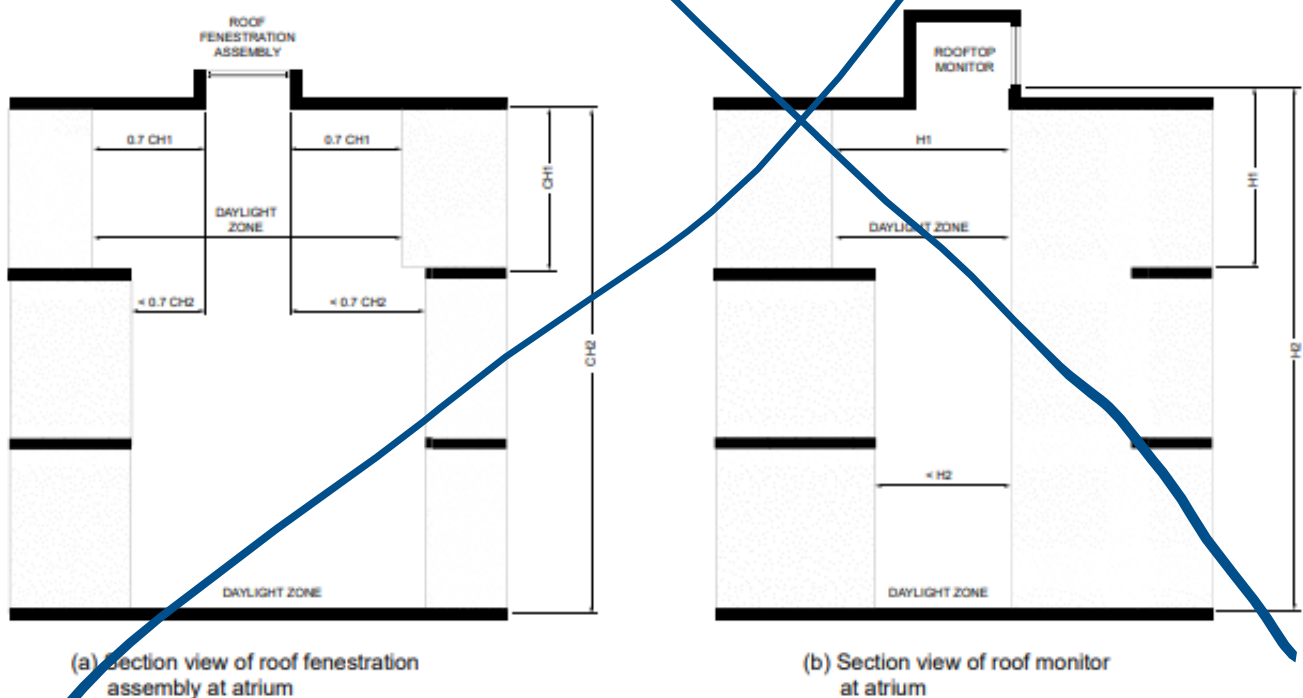 ROOF
FENESTRATION
ASSEMBLY
0.7 CH1
0.7 CH1
CH1
DAYLIGHT
ZONE
< 0.7 CH2
< 0.7 CH2
CH2
DAYLIGHT ZONE
(a) Section view of roof fenestration
assembly at atrium
ROOFTOP
MONITOR
H1
H1
DAYLIGHT ZONE
H2
< H2
DAYLIGHT ZONE
(b) Section view of roof monitor
at atrium